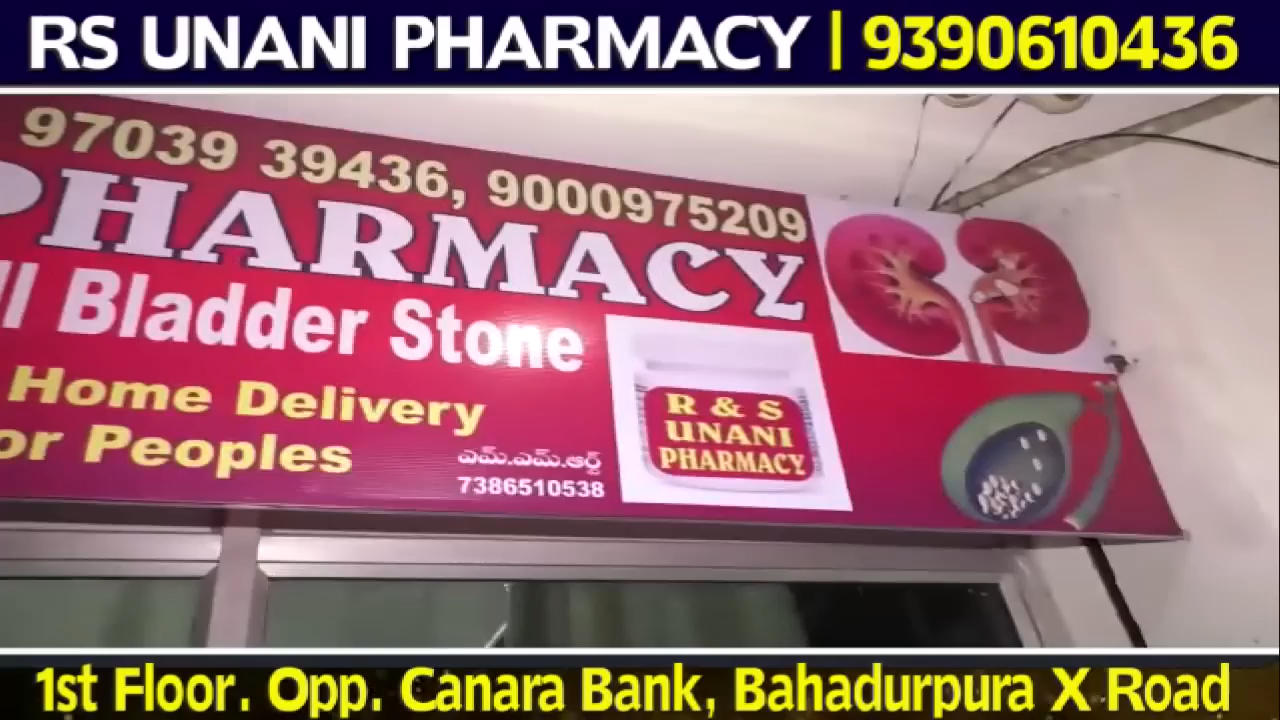 RS UNANI PHARMACY | 9390610436
97039 39436, 9000975209
PHARMACY
ll Bladder Stone
Home Delivery
or Peoples
ఎమ్.ఎమ్.ఆర్ట్
7386510538
R & S
UNANI
PHARMACY
1st Floor. Opp. Canara Bank, Bahadurpura X Road